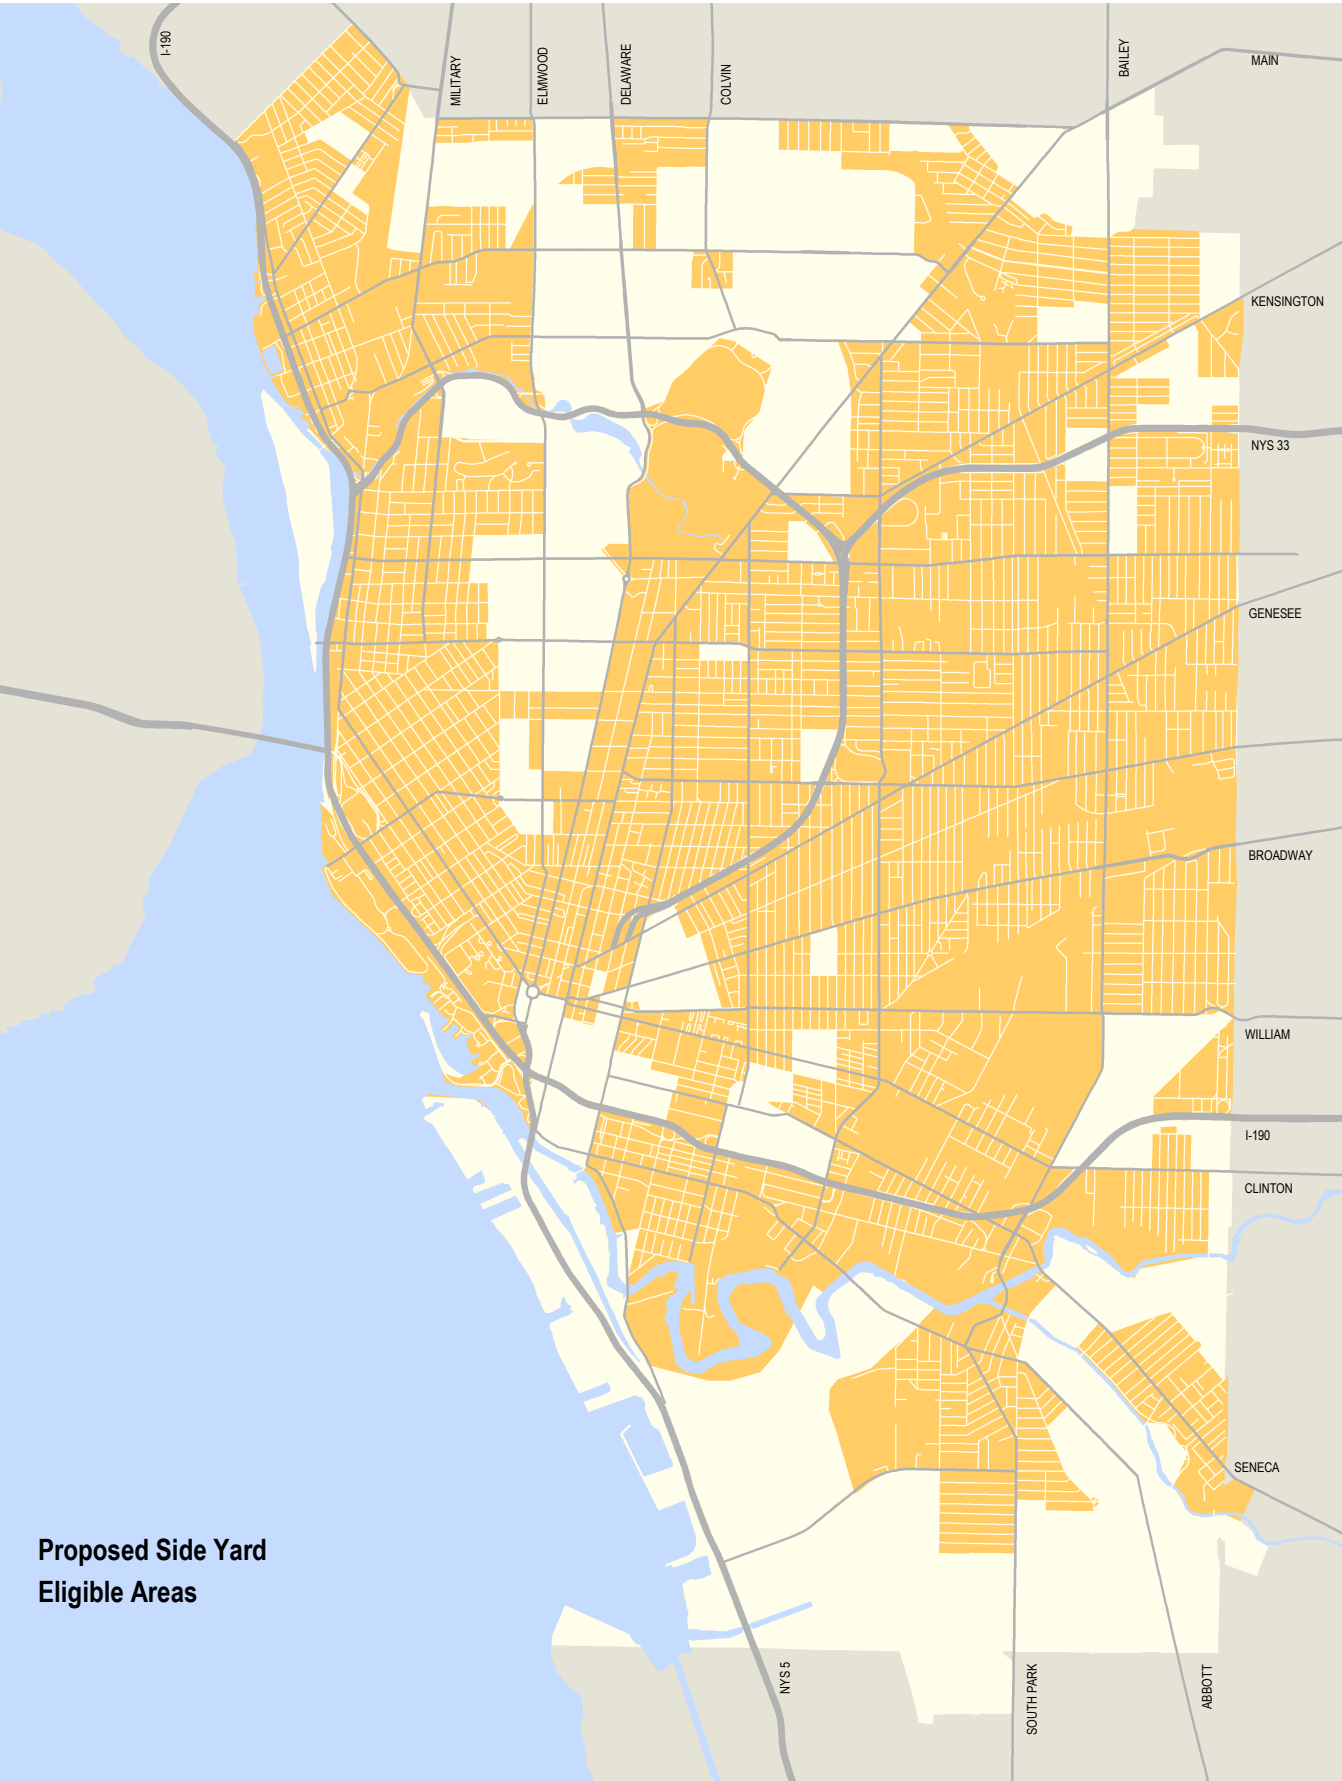 I-190
MILITARY
ELMWOOD
DELAWARE
COLVIN
BAILEY
MAIN
KENSINGTON
NYS 33
GENESEE
BROADWAY
WILLIAM
I-190
CLINTON
SENECA
Proposed Side Yard
Eligible Areas
NYS 5
SOUTH PARK
ABBOTT